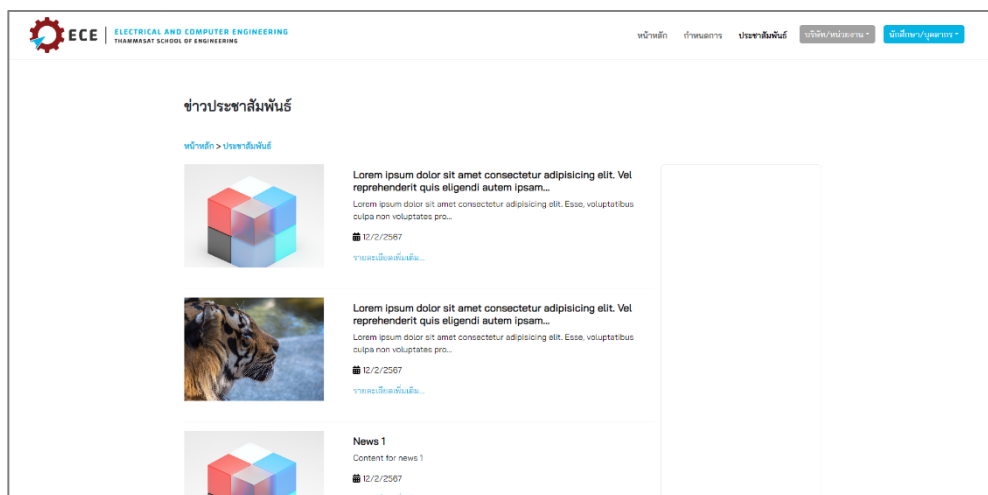 ECE
ELECTRICAL AND COMPUTER ENGINEERING
THAMMASAT SCHOOL OF ENGINEERING
หน้าหลัก กำหนดการ ประชาสัมพันธ์ บริษัท/หน่วยงาน นักศึกษา/บุคลากร
ข่าวประชาสัมพันธ์
หน้าหลัก > ประชาสัมพันธ์
Lorem ipsum dolor sit amet consectetur adipisicing elit. Vel
reprehenderit quis eligendi autem ipsam...
Lorem ipsum dolor sit amet consectetur adipisicing elit. Esse, voluptatibus
culpa non voluptates pro...
12/2/2567
รายละเอียดเพิ่มเติม...
Lorem ipsum dolor sit amet consectetur adipisicing elit. Vel
reprehenderit quis eligendi autem ipsam...
Lorem ipsum dolor sit amet consectetur adipisicing elit. Esse, voluptatibus
culpa non voluptates pro...
12/2/2567
รายละเอียดเพิ่มเติม...
News 1
Content for news 1
12/2/2567